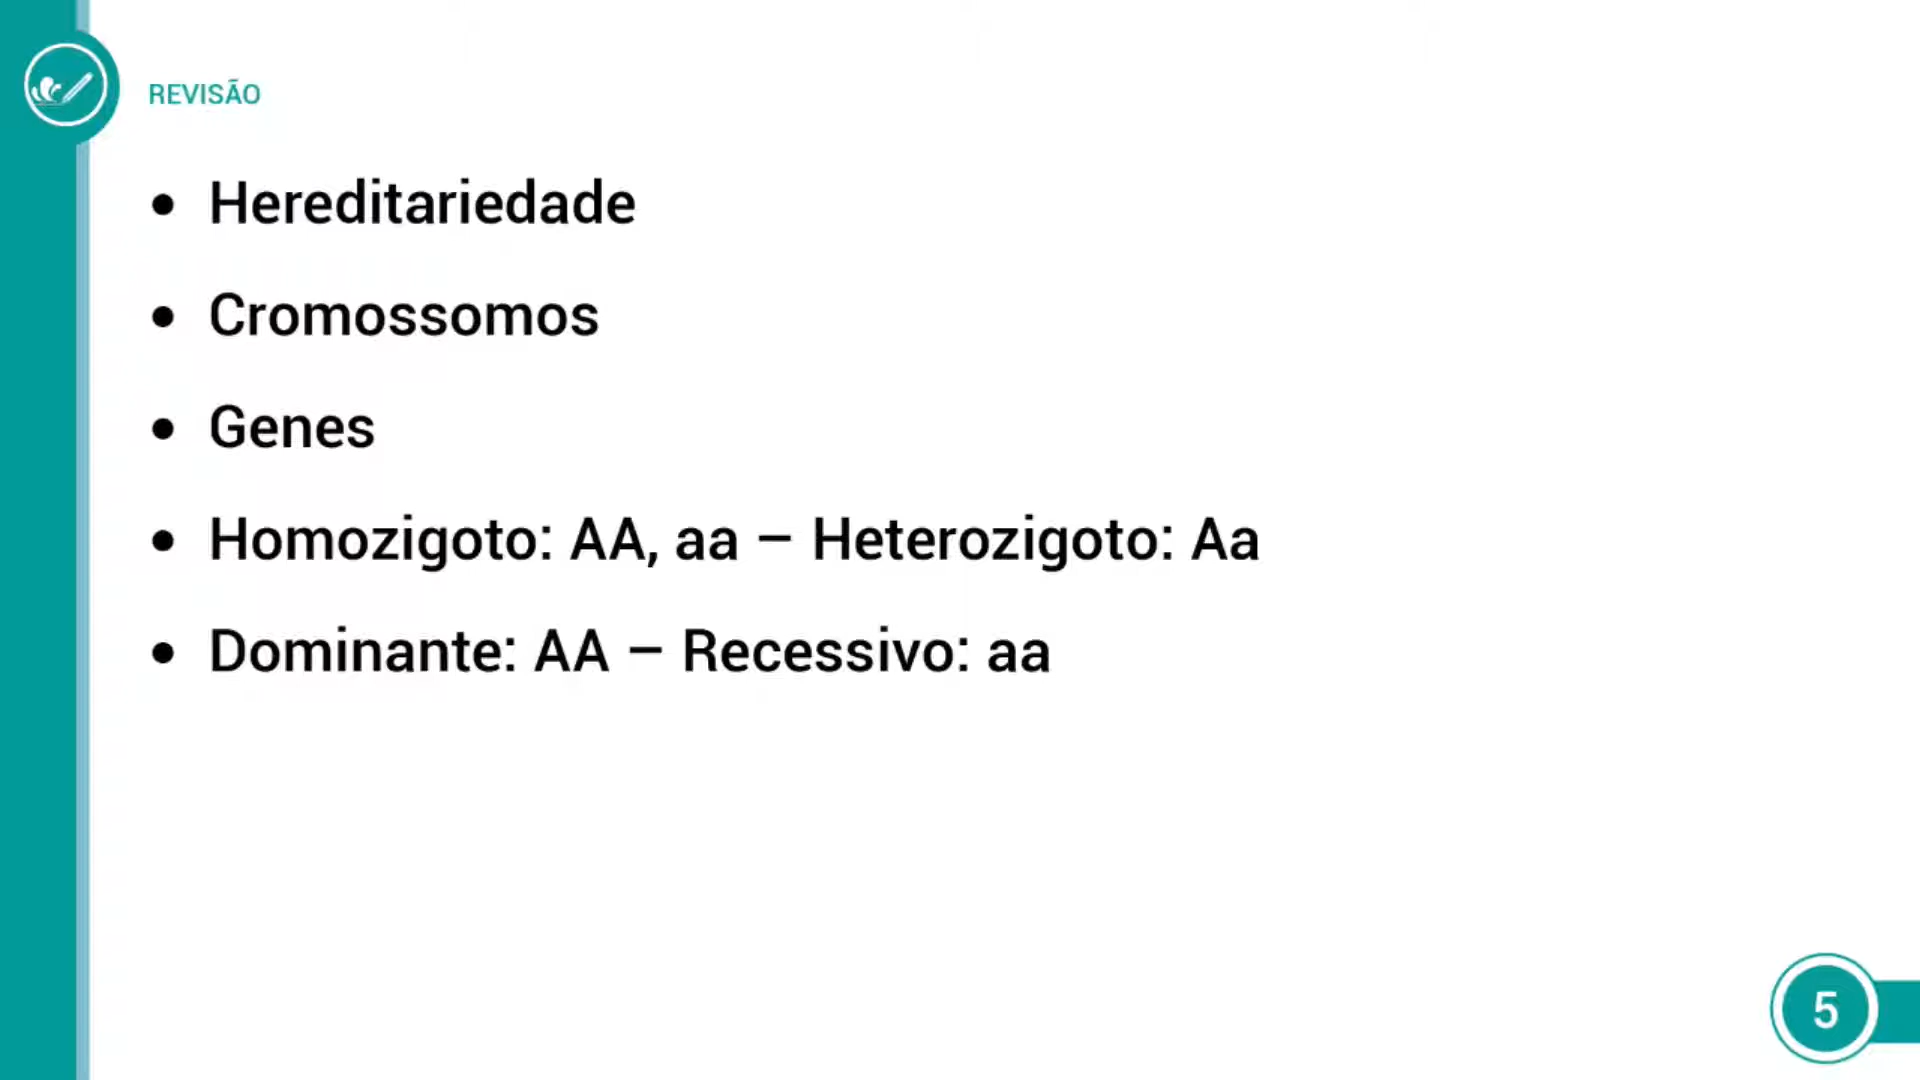 REVISÃO
• Hereditariedade
• Cromossomos
• Genes
• Homozigoto: AA, aa – Heterozigoto: Aa
• Dominante: AA – Recessivo: aa
5